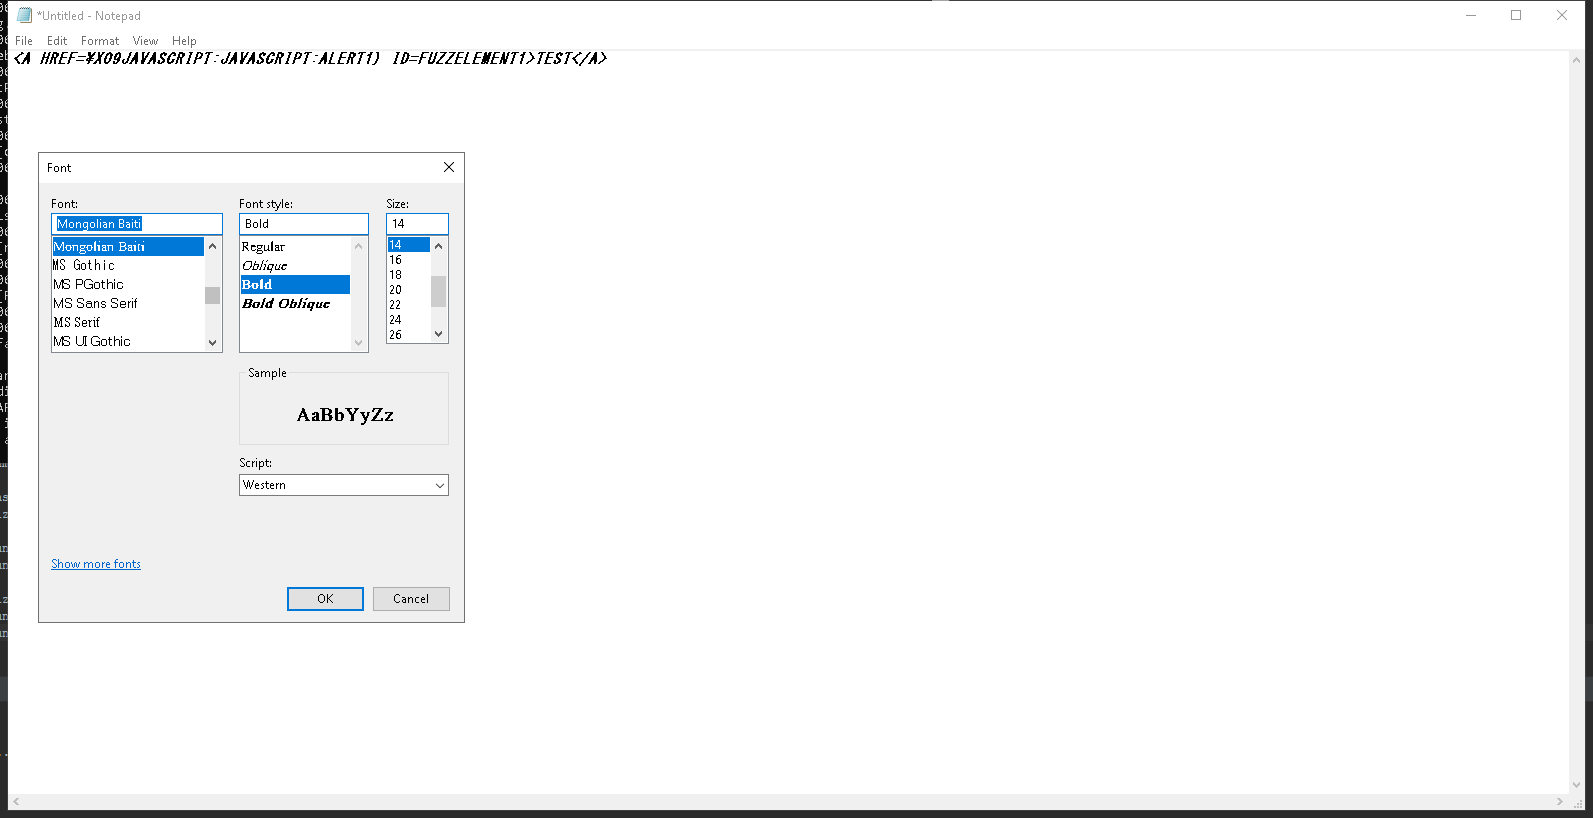 *Untitled - Notepad
File Edit Format View Help
<A HREF=¥X09JAVASCRIPT:JAVASCRIPT:ALERT1) ID=FUZZELEMENT1>TEST</A>
Font
Font: Font style: Size:
Mongolian Baiti Bold 14
Mongolian Baiti Regular 14
MS Gothic Oblique 16
MS PGothic Bold 18
MS Sans Serif Bold Oblique 20
MS Serif 22
MS UI Gothic 24
26
Sample
AaBbYyZz
Script:
Western
Show more fonts
OK Cancel